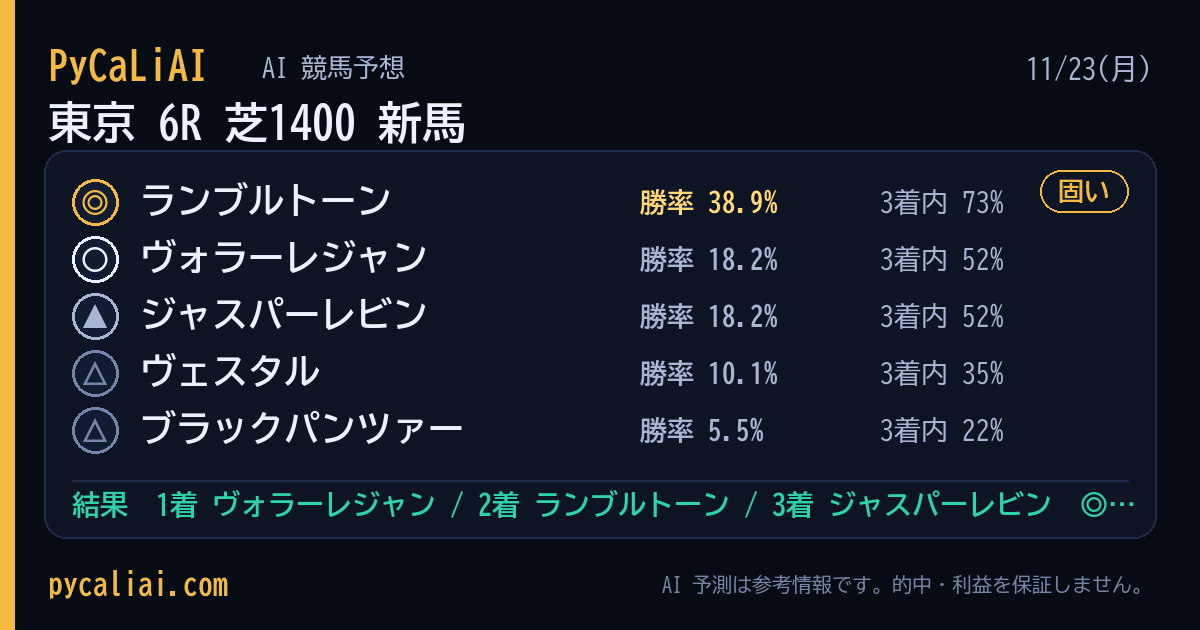 PyCaLiAI AI 競馬予想 11/23(月)
東京 6R 芝1400 新馬
◎ ランブルトーン 勝率 38.9% 3着内 73% 固い
○ ヴォラーレジャン 勝率 18.2% 3着内 52%
▲ ジャスパーレビン 勝率 18.2% 3着内 52%
△ ヴェスタル 勝率 10.1% 3着内 35%
△ ブラックパンツァー 勝率 5.5% 3着内 22%
結果 1着 ヴォラーレジャン / 2着 ランブルトーン / 3着 ジャスパーレビン ◎…
pycaliai.com AI 予測は参考情報です。的中・利益を保証しません。